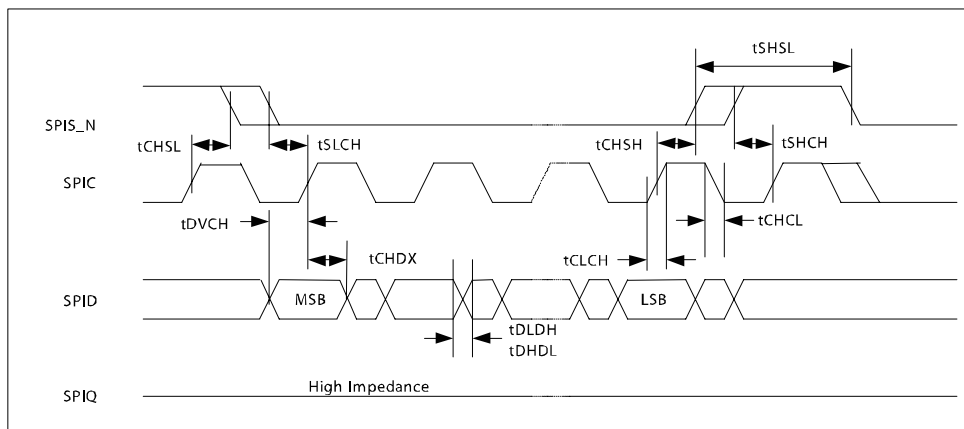 tSHSL
SPIS_N
tCHSL
tSLCH
tCHSH
tSHCH
SPIC
tDVCH
tCHCL
tCHDX
tCLCH
SPID
MSB
LSB
tDLDH
tDHDL
High Impedance
SPIQ